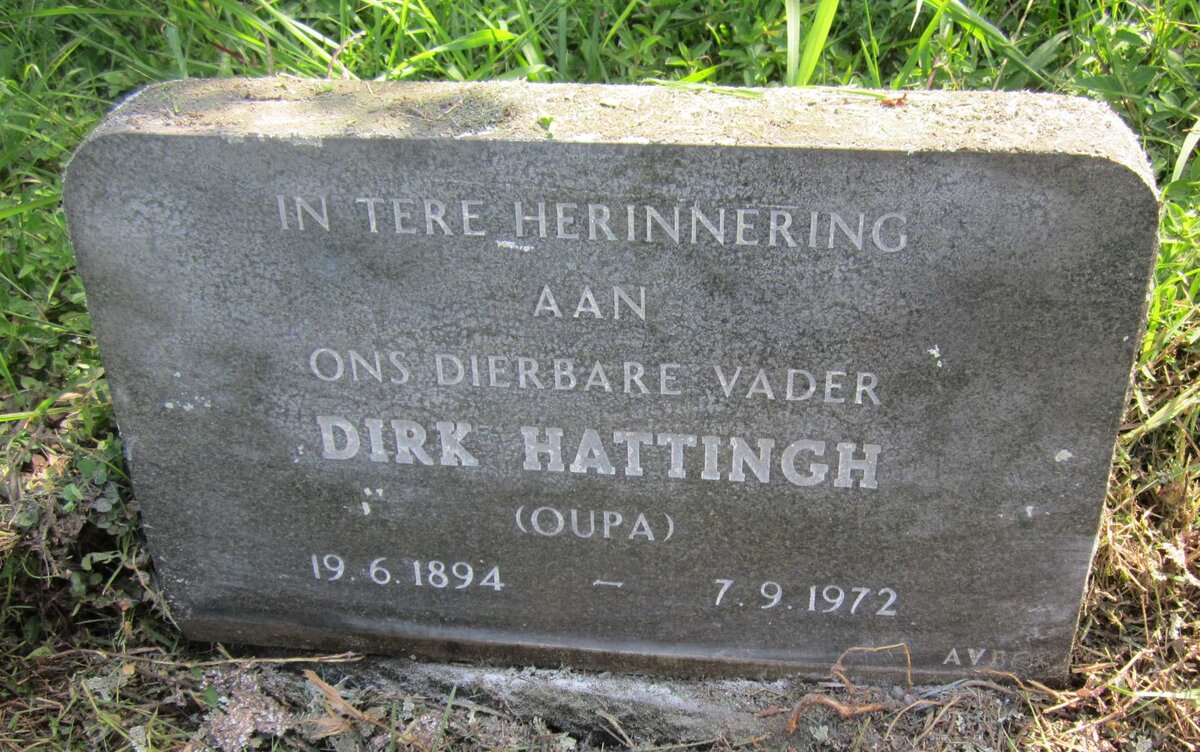 IN TERE HERINNERING
AAN
ONS DIERBARE VADER
DIRK HATTINGH
(OUPA)
19.6.1894 – 7.9.1972